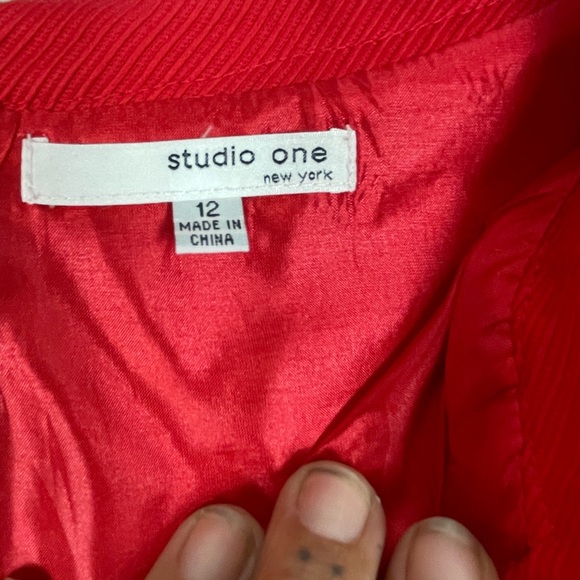 studio one
new york
12
MADE IN
CHINA